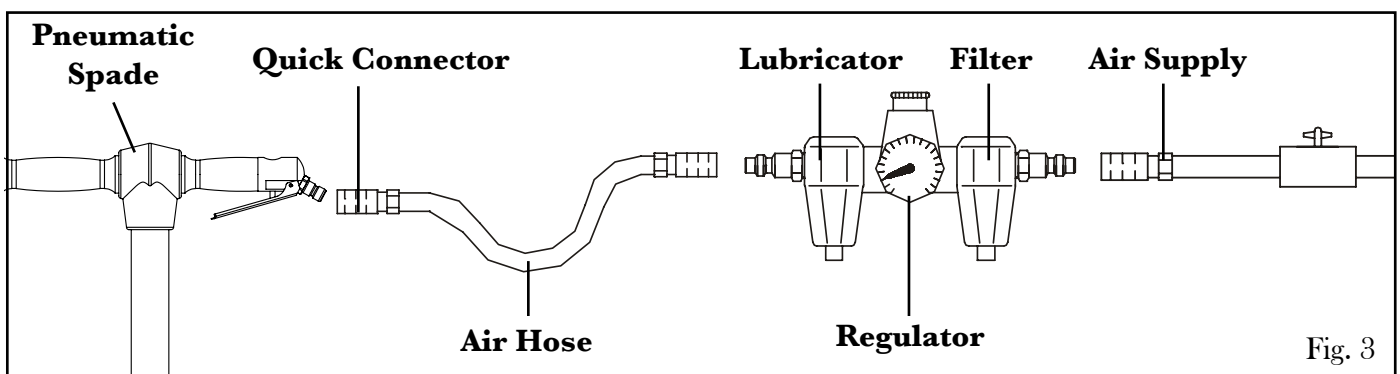 Pneumatic
Spade
Quick Connector
Lubricator
Filter
Air Supply
Air Hose
Regulator
Fig. 3